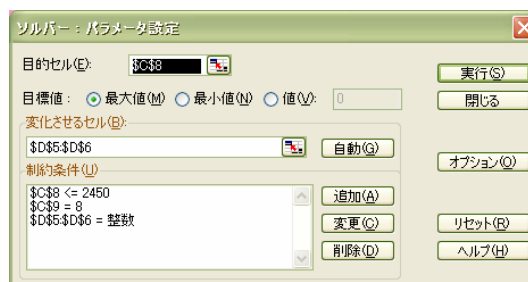 ソルバー：パラメータ設定
目的セル(E): $C$8
実行(S)
目標値： 最大値(M) 最小値(N) 値(V): 0
閉じる
変化させるセル(B):
$D$5:$D$6
自動(G)
制約条件(U)
オプション(O)
$C$8 <= 2450
$C$9 = 8
$D$5:$D$6 = 整数
追加(A)
変更(C)
リセット(R)
削除(D)
ヘルプ(H)